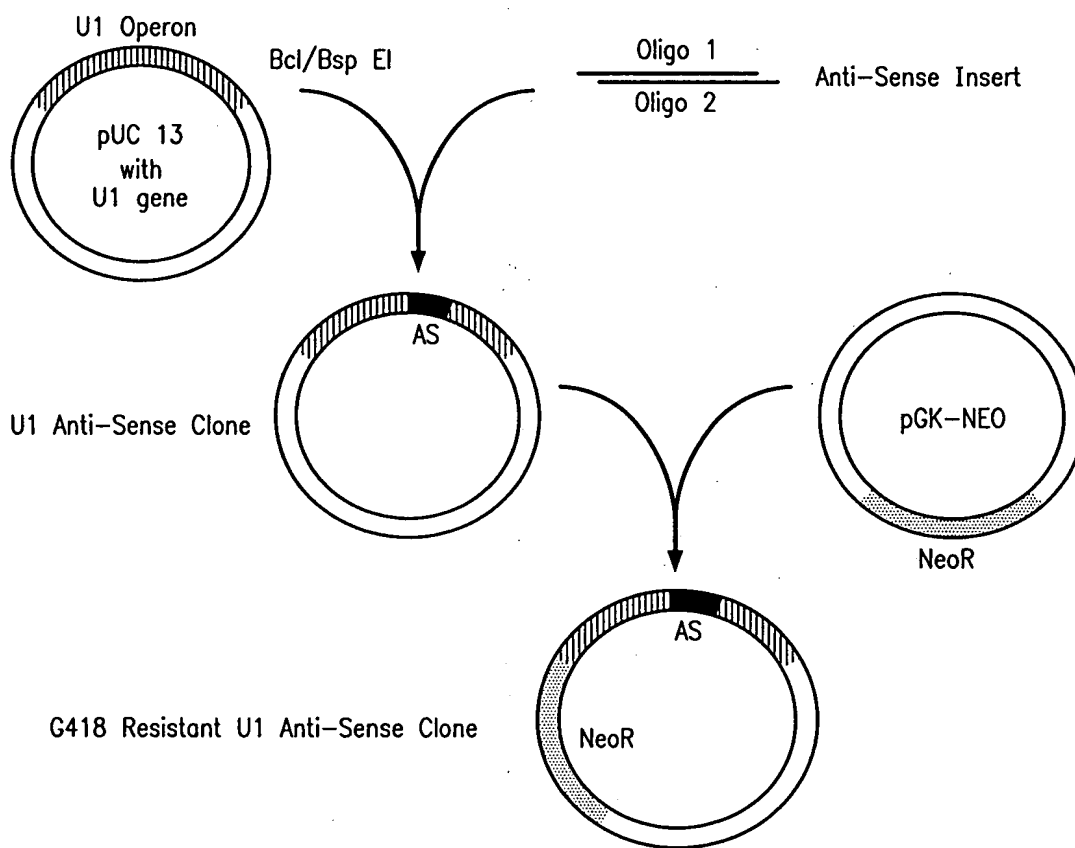 U1 Operon
Bcl/Bsp EI
Oligo 1
Oligo 2
Anti-Sense Insert
pUC 13
with
U1 gene
AS
U1 Anti-Sense Clone
pGK-NEO
NeoR
AS
G418 Resistant U1 Anti-Sense Clone
NeoR